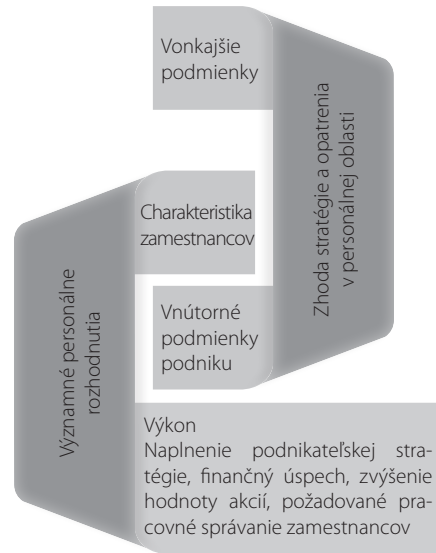 Vonkajšie
podmienky
Zhoda stratégie a opatrenia
v personálnej oblasti
Charakteristika
zamestnancov
Vnútorné
podmienky
podniku
Významné personálne
rozhodnutia
Výkon
Naplnenie podnikateľskej stra-
tégie, finančný úspech, zvýšenie
hodnoty akcií, požadované pra-
covné správanie zamestnancov